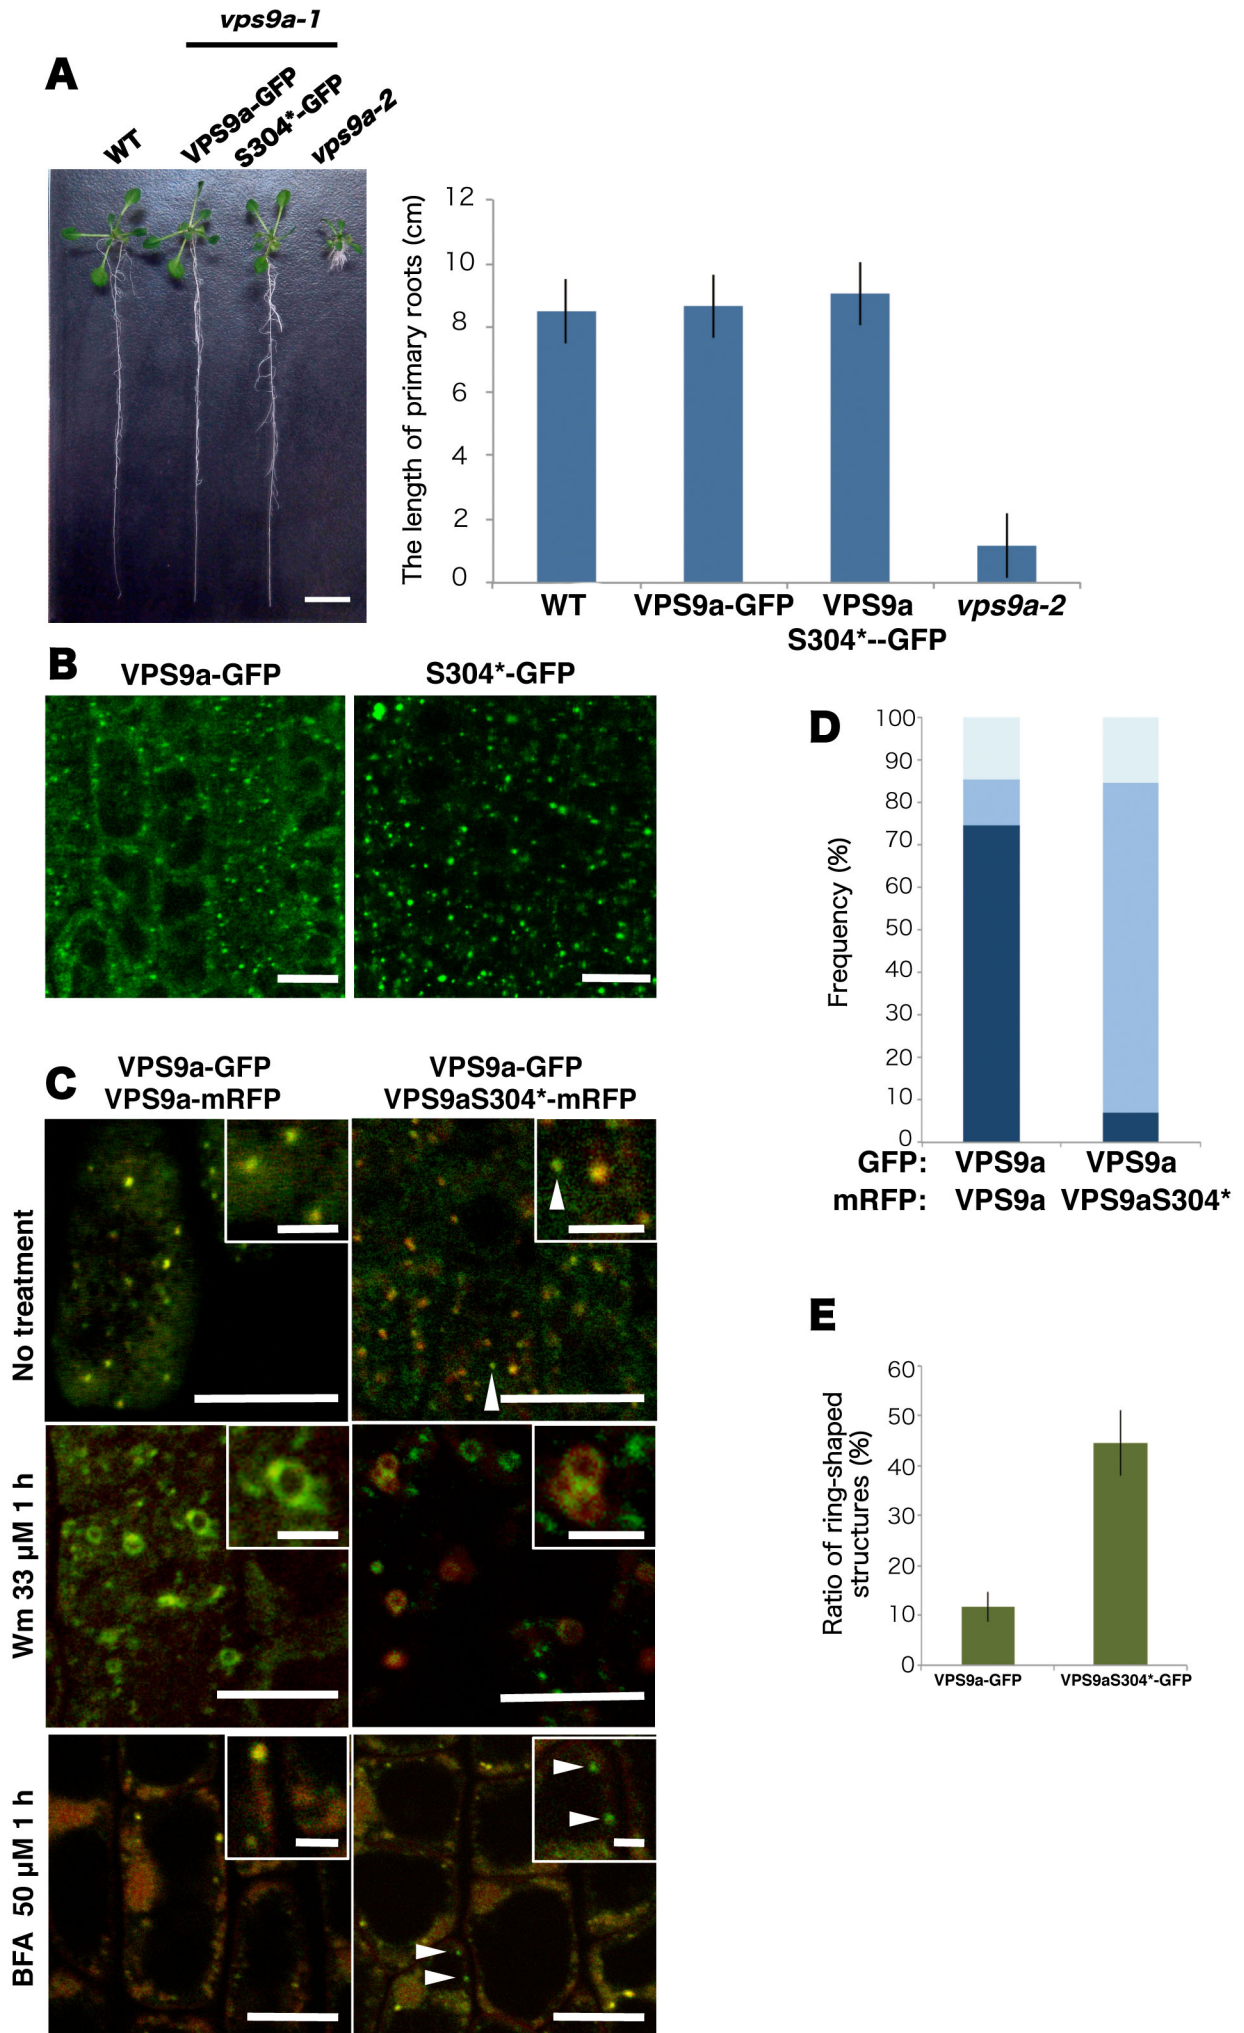 vps9a-1
A
WT
VPS9a-GFP
S304*-GFP
vps9a-2
The length of primary roots (cm)
12
10
8
6
4
2
0
WT
VPS9a-GFP
VPS9a
S304*--GFP
vps9a-2
B
VPS9a-GFP
S304*-GFP
C
VPS9a-GFP
VPS9a-mRFP
VPS9a-GFP
VPS9aS304*-mRFP
No treatment
Wm 33 µM 1 h
BFA 50 µM 1 h
D
Frequency (%)
100
90
80
70
60
50
40
30
20
10
0
GFP: VPS9a VPS9a
mRFP: VPS9a VPS9aS304*
E
Ratio of ring-shaped
structures (%)
60
50
40
30
20
10
0
VPS9a-GFP
VPS9aS304*-GFP